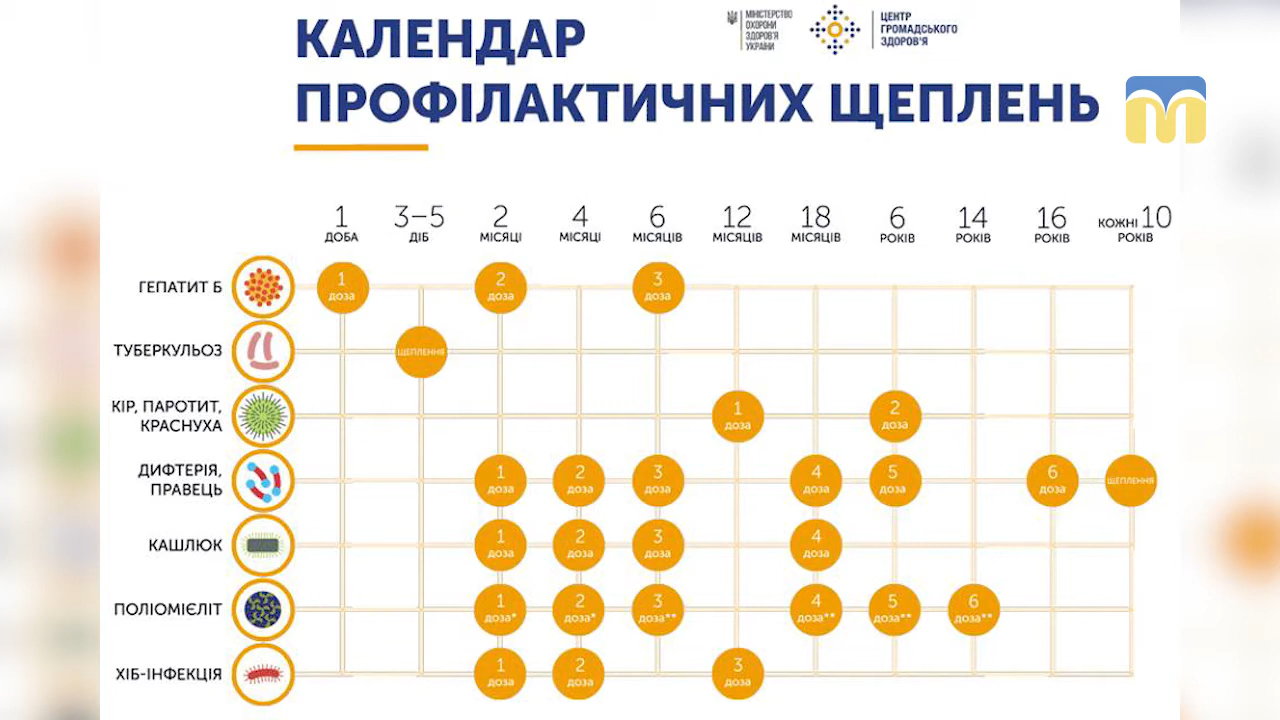 КАЛЕНДАР
ПРОФІЛАКТИЧНИХ ЩЕПЛЕНЬ
МІНІСТЕРСТВО
ОХОРОНИ
ЗДОРОВ'Я
УКРАЇНИ
ЦЕНТР
ГРОМАДСЬКОГО
ЗДОРОВ'Я
1 ДОБА
3–5 ДІБ
2 МІСЯЦІ
4 МІСЯЦІ
6 МІСЯЦІВ
12 МІСЯЦІВ
18 МІСЯЦІВ
6 РОКІВ
14 РОКІВ
16 РОКІВ
КОЖНІ 10 РОКІВ
ГЕПАТИТ Б
1 доза
2 доза
3 доза
ТУБЕРКУЛЬОЗ
ЩЕПЛЕННЯ
КІР, ПАРОТИТ,
КРАСНУХА
1 доза
2 доза
ДИФТЕРІЯ,
ПРАВЕЦЬ
1 доза
2 доза
3 доза
4 доза
5 доза
6 доза
ЩЕПЛЕННЯ
КАШЛЮК
1 доза
2 доза
3 доза
4 доза
ПОЛІОМІЄЛІТ
1 доза*
2 доза*
3 доза**
4 доза**
5 доза**
6 доза**
ХІБ-ІНФЕКЦІЯ
1 доза
2 доза
3 доза